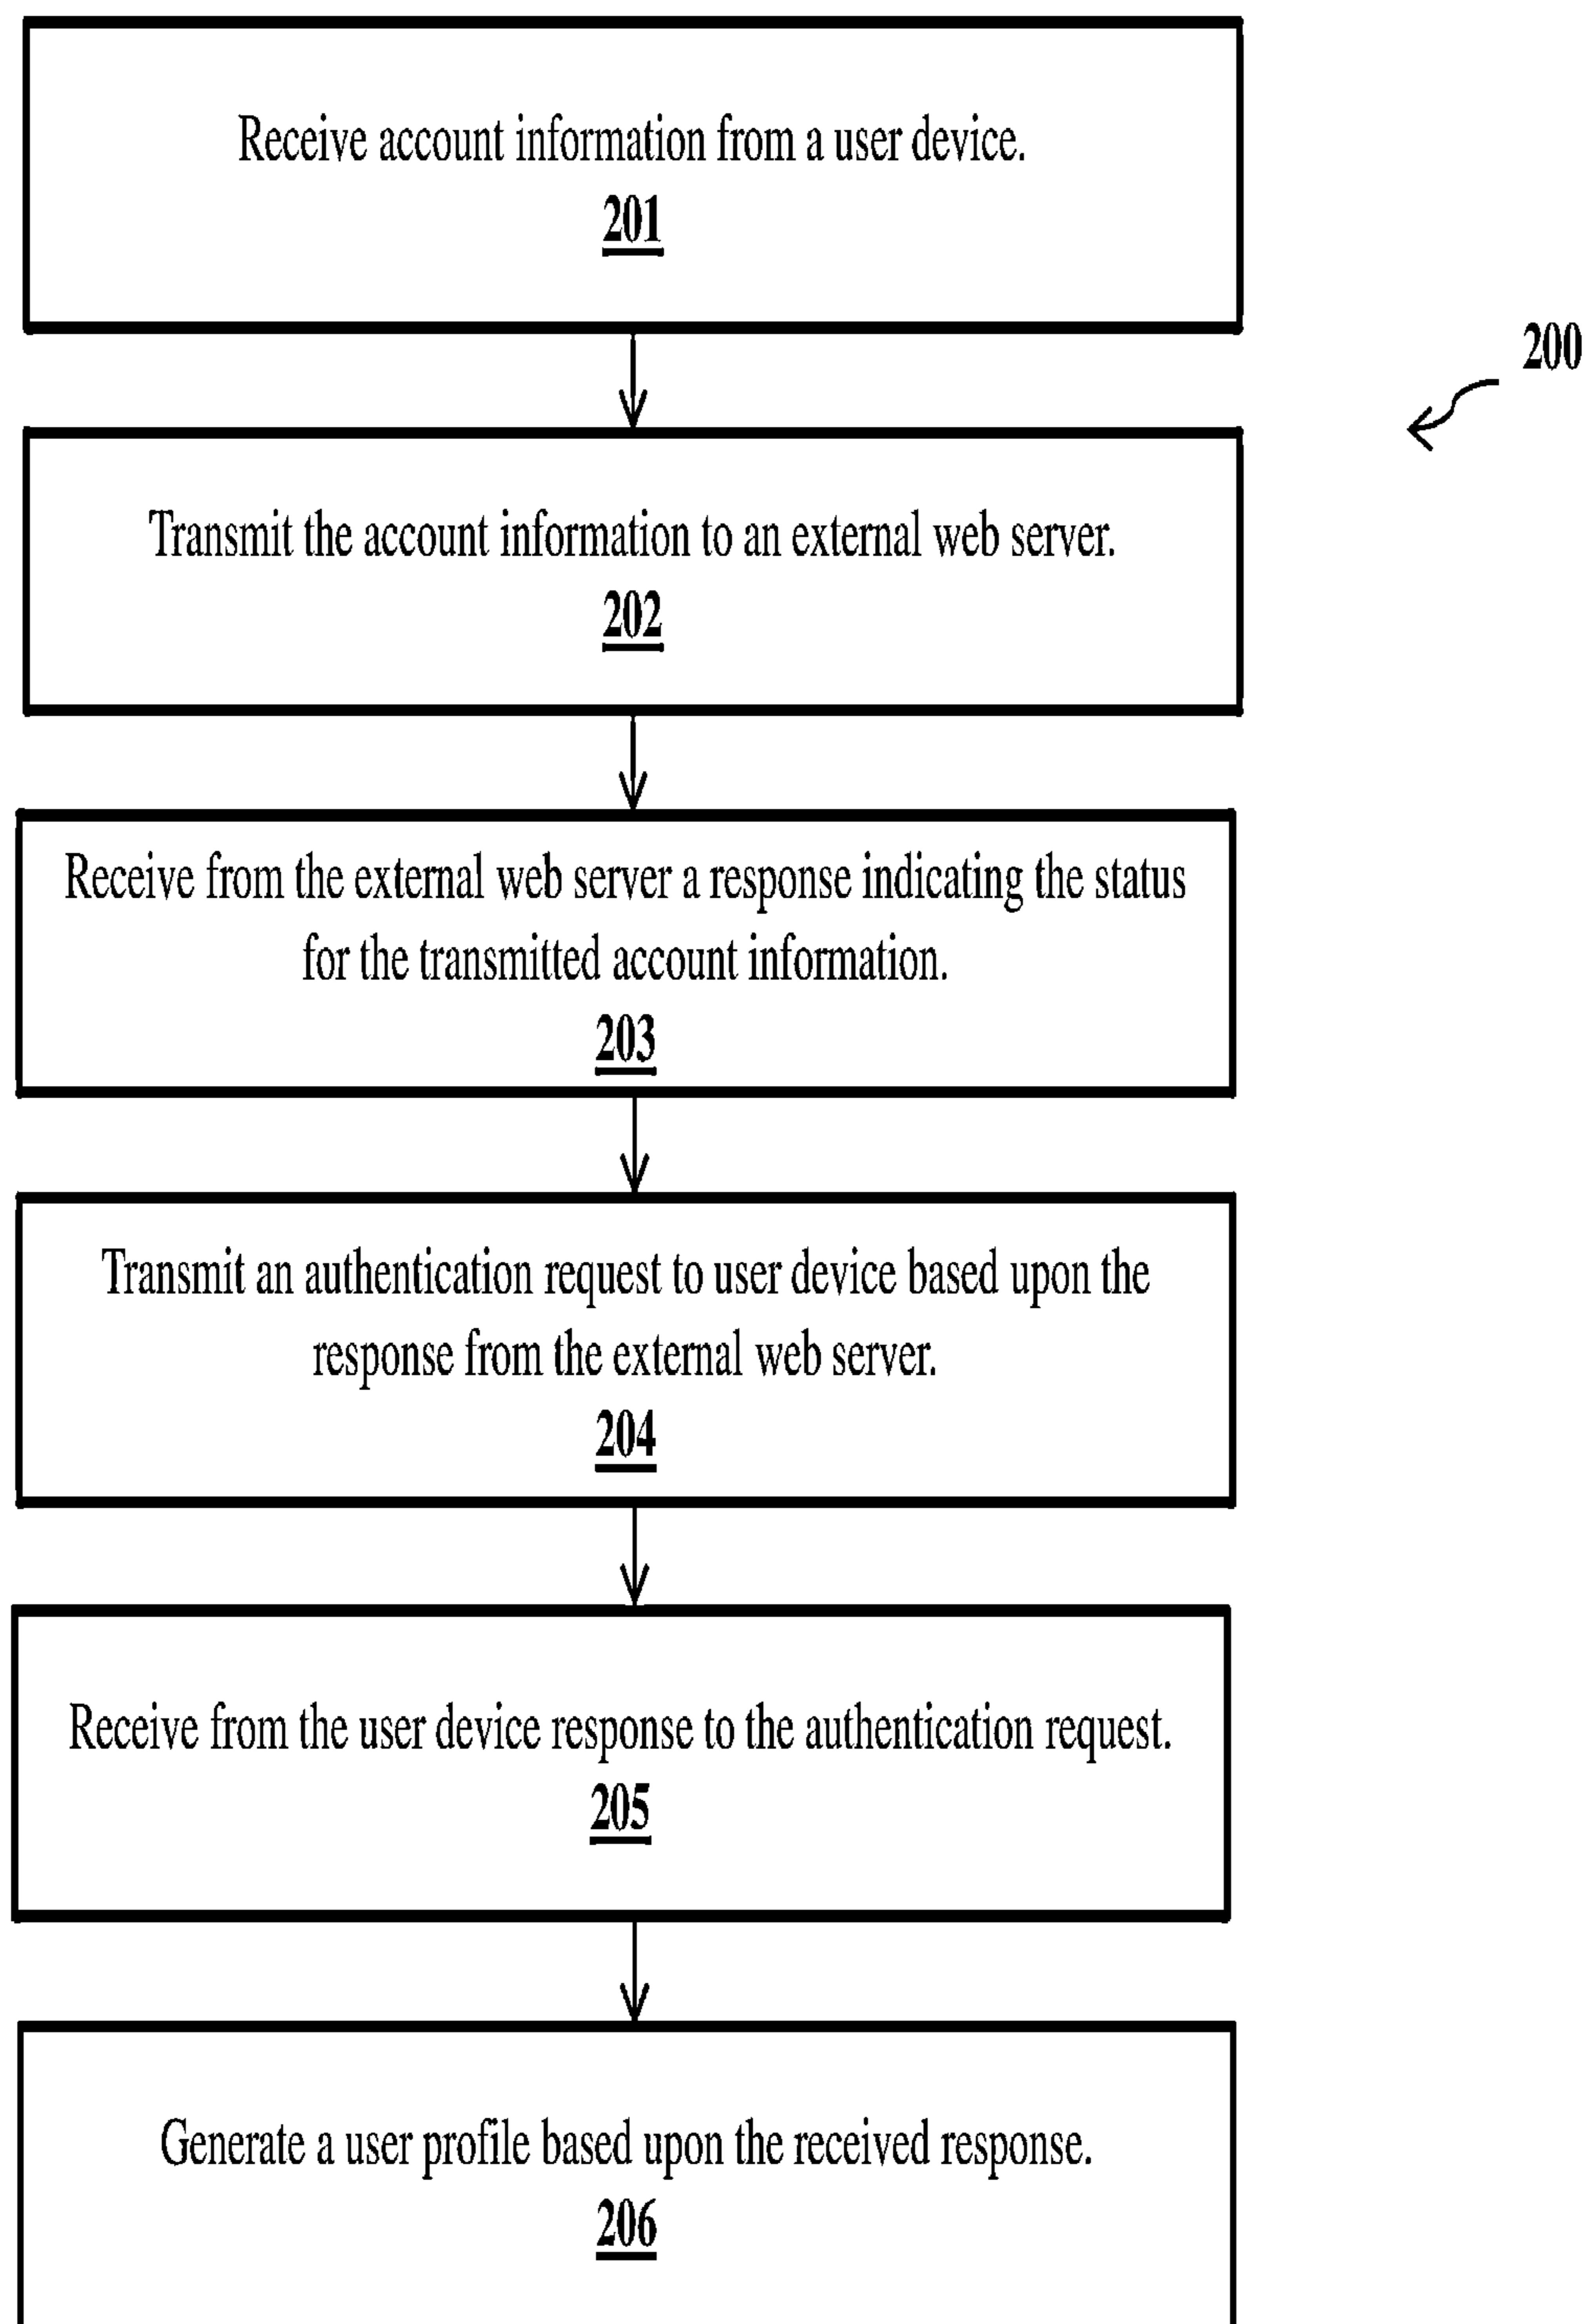 Receive account information from a user device.
201
200
Transmit the account information to an external web server.
202
Receive from the external web server a response indicating the status
for the transmitted account information.
203
Transmit an authentication request to user device based upon the
response from the external web server.
204
Receive from the user device response to the authentication request.
205
Generate a user profile based upon the received response.
206